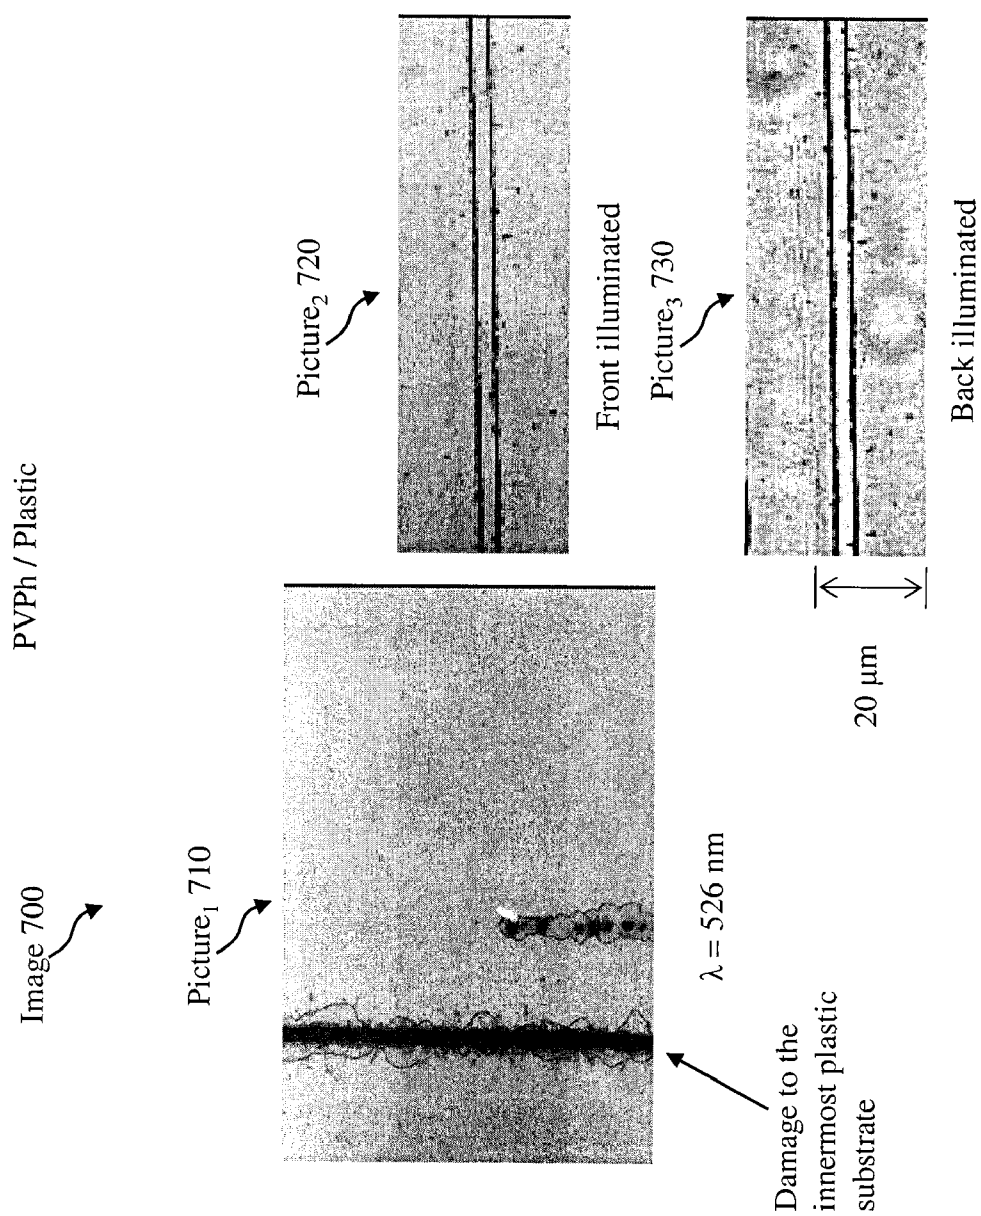 PVPh / Plastic
Image 700
Picture₁ 710
Picture₂ 720
Front illuminated
Picture₃ 730
Back illuminated
20 μm
λ = 526 nm
Damage to the
innermost plastic
substrate